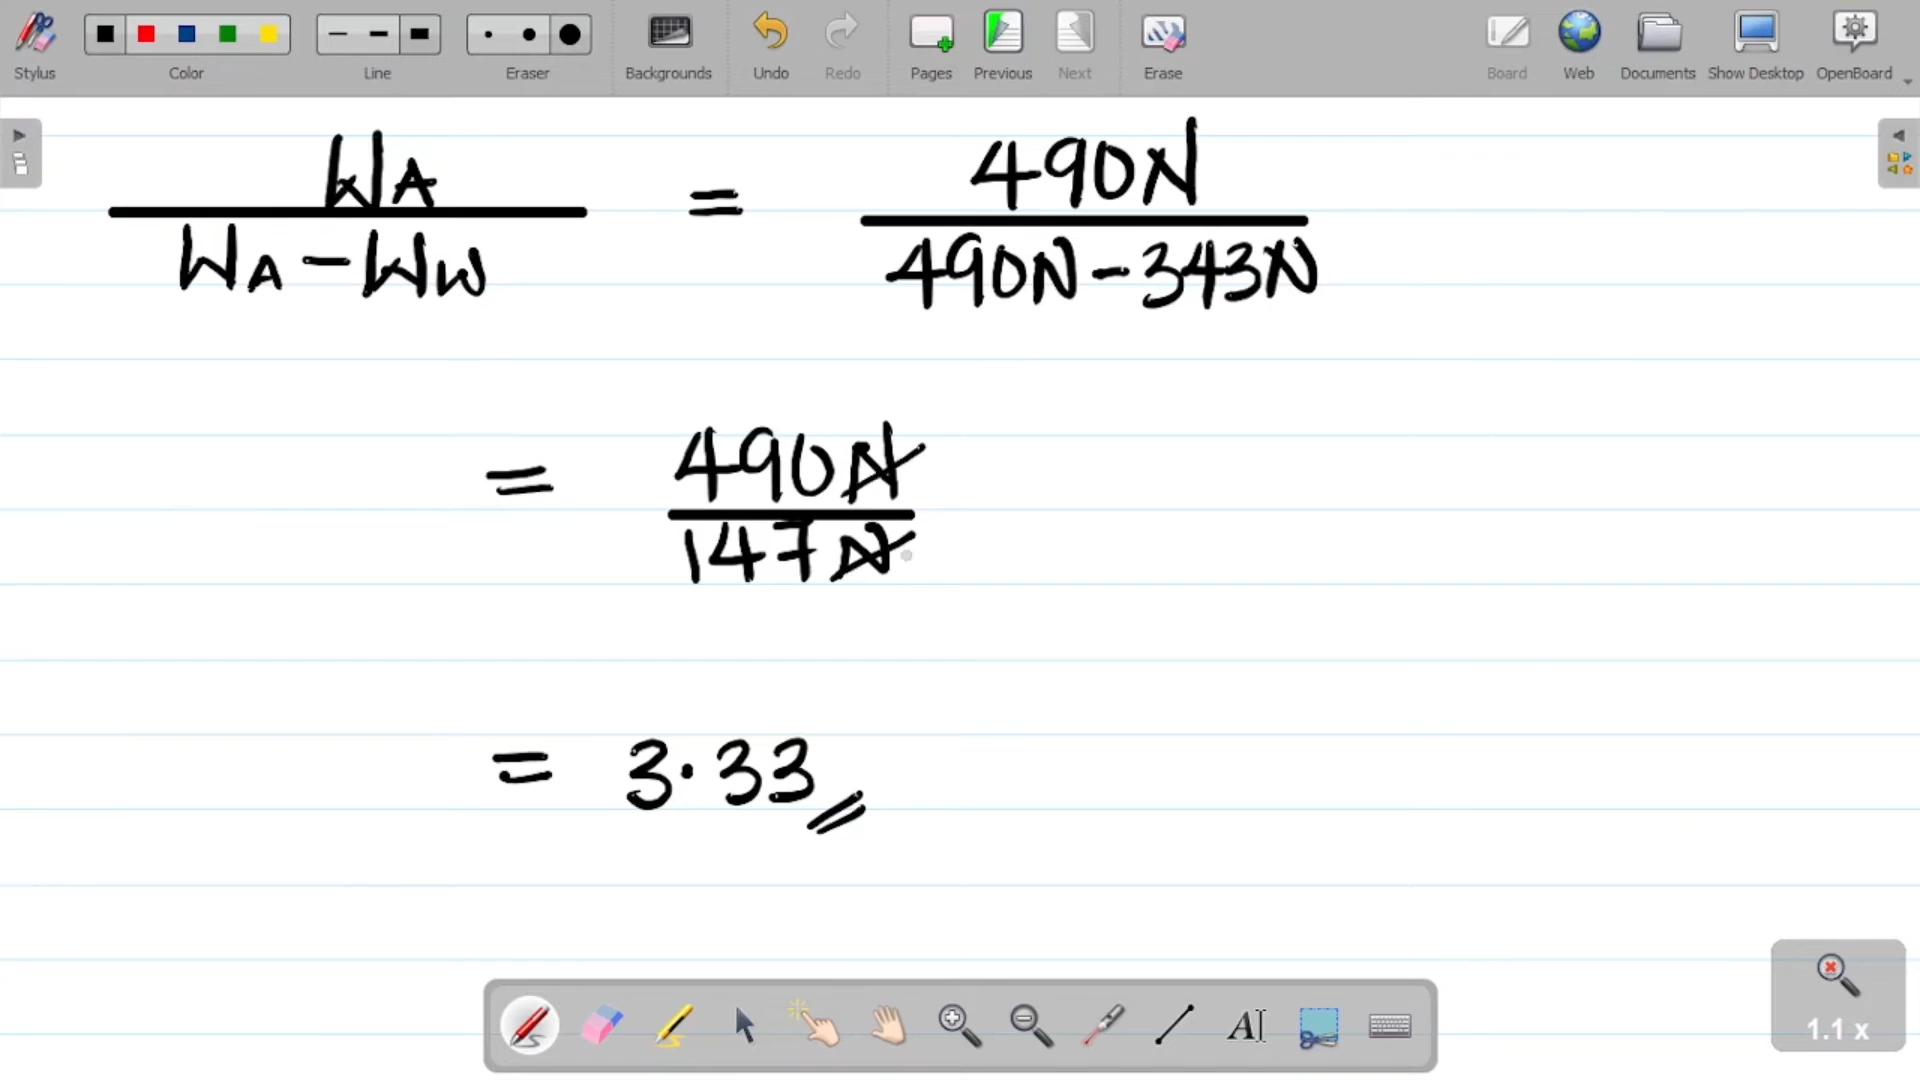 Stylus Color Line Eraser Backgrounds Undo Redo Pages Previous Next Erase Board Web Documents Show Desktop OpenBoard
WA = 490N
WA - WW 490N - 343N
= 490N
147N
= 3.33
AI
1.1 x